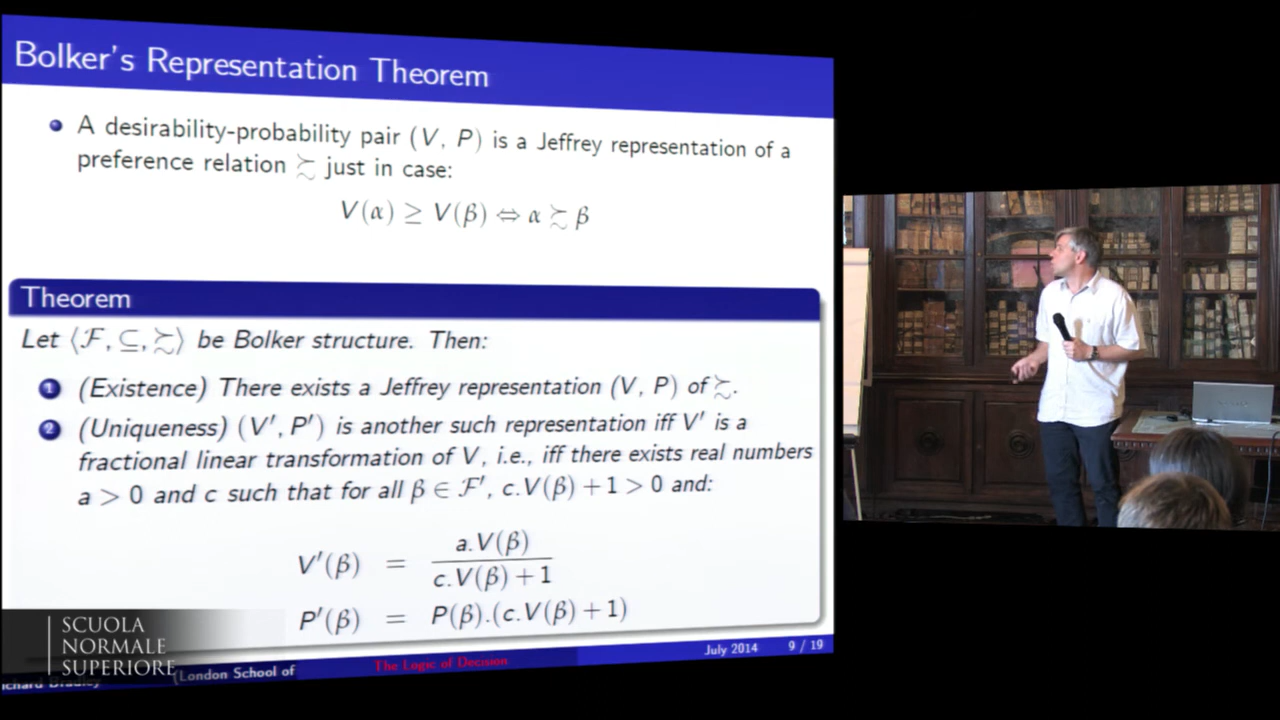 Bolker's Representation Theorem
A desirability-probability pair (V, P) is a Jeffrey representation of a
preference relation ≿ just in case:
V(α) ≥ V(β) ⇔ α ≿ β
Theorem
Let ⟨ℱ, ⊆, ≿⟩ be Bolker structure. Then:
1 (Existence) There exists a Jeffrey representation (V, P) of ≿.
2 (Uniqueness) (V′, P′) is another such representation iff V′ is a
fractional linear transformation of V, i.e., iff there exists real numbers
a > 0 and c such that for all β ∈ ℱ′, c.V(β) + 1 > 0 and:
V′(β) = a.V(β) / c.V(β) + 1
P′(β) = P(β).(c.V(β) + 1)
SCUOLA
NORMALE
SUPERIORE
(London School of
The Logic of Decision
July 2014
9 / 19